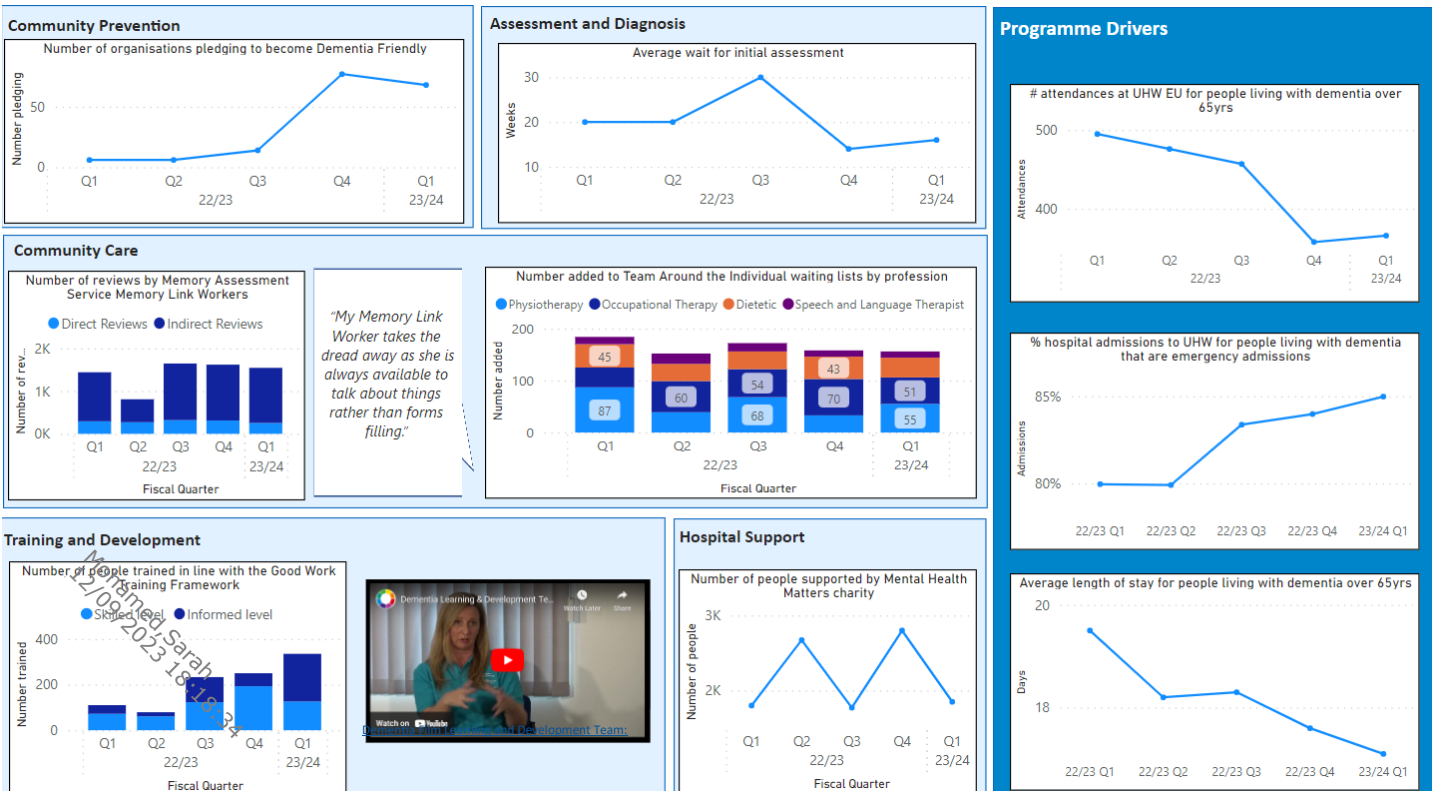 Community Prevention
Number of organisations pledging to become Dementia Friendly
Number pledging
50
0
Q1 Q2 Q3 Q4 Q1
22/23 23/24
Assessment and Diagnosis
Average wait for initial assessment
Weeks
30
20
10
Q1 Q2 Q3 Q4 Q1
22/23 23/24
Community Care
Number of reviews by Memory Assessment
Service Memory Link Workers
Direct Reviews Indirect Reviews
Number of rev...
2K
1K
0K
Q1 Q2 Q3 Q4 Q1
22/23 23/24
Fiscal Quarter
"My Memory Link
Worker takes the
dread away as she is
always available to
talk about things
rather than forms
filling."
Number added to Team Around the Individual waiting lists by profession
Physiotherapy Occupational Therapy Dietetic Speech and Language Therapist
Number added
200
100
0
45
87
60
54
68
43
70
51
55
Q1 Q2 Q3 Q4 Q1
22/23 23/24
Fiscal Quarter
Training and Development
Number of people trained in line with the Good Work
Training Framework
Skilled level Informed level
Number trained
400
200
0
Q1 Q2 Q3 Q4 Q1
22/23 23/24
Fiscal Quarter
Mohamed,Sarah
12/09/2023 18:18:34
Dementia Learning & Development Te...
Watch Later Share
Watch on YouTube
Dementia Film Learning and Development Team:
Hospital Support
Number of people supported by Mental Health
Matters charity
Number of people
3K
2K
Q1 Q2 Q3 Q4 Q1
22/23 23/24
Fiscal Quarter
Programme Drivers
# attendances at UHW EU for people living with dementia over
65yrs
Attendances
500
400
Q1 Q2 Q3 Q4 Q1
22/23 23/24
% hospital admissions to UHW for people living with dementia
that are emergency admissions
Admissions
85%
80%
22/23 Q1 22/23 Q2 22/23 Q3 22/23 Q4 23/24 Q1
Average length of stay for people living with dementia over 65yrs
Days
20
18
22/23 Q1 22/23 Q2 22/23 Q3 22/23 Q4 23/24 Q1